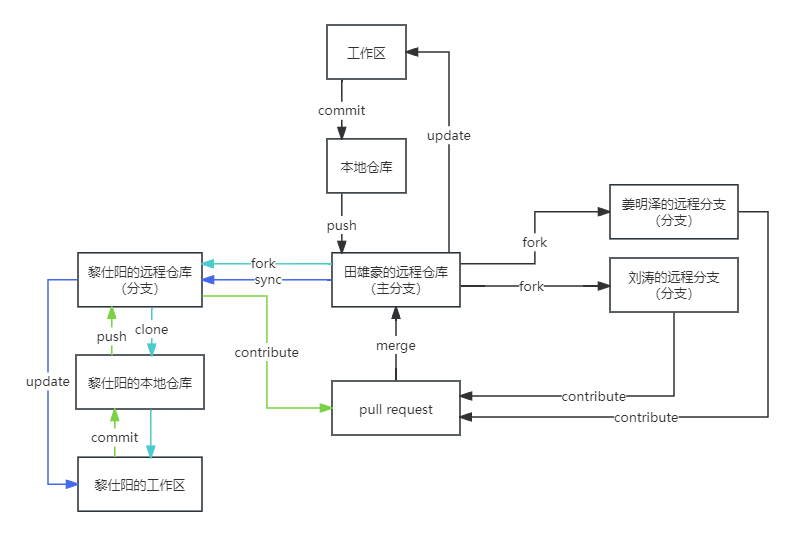 工作区
commit
update
本地仓库
push
姜明泽的远程分支
（分支）
fork
黎仕阳的远程仓库
（分支）
fork
sync
田雄豪的远程仓库
（主分支）
fork
刘涛的远程分支
（分支）
push
clone
contribute
merge
update
黎仕阳的本地仓库
contribute
pull request
contribute
commit
黎仕阳的工作区